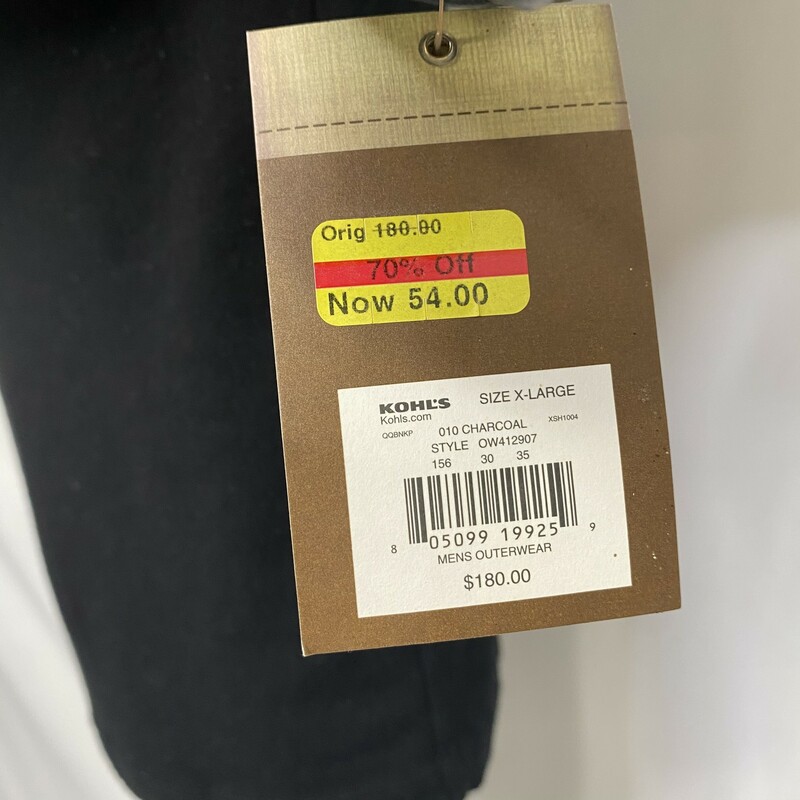 Orig 180.00
70% Off
Now 54.00
KOHL'S SIZE X-LARGE
Kohls.com
QQBNKP 010 CHARCOAL XSH1004
STYLE OW412907
156 30 35
8 05099 19925 9
MENS OUTERWEAR
$180.00